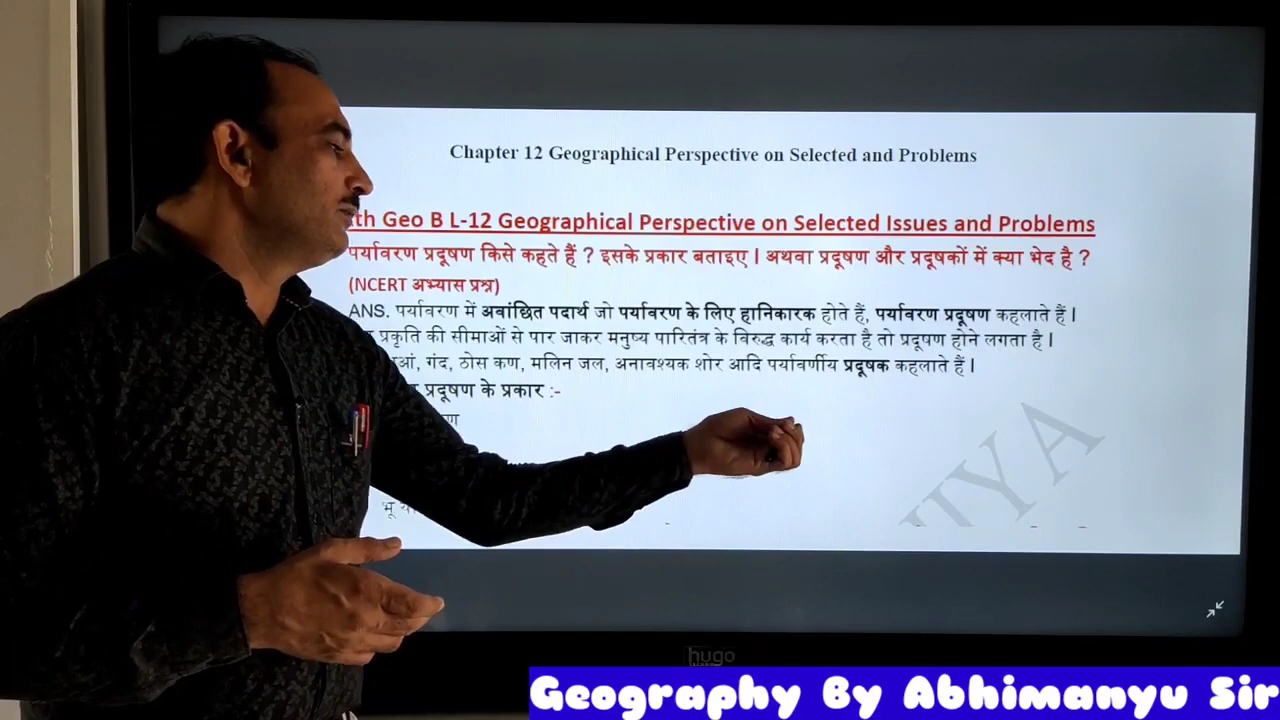 Chapter 12 Geographical Perspective on Selected and Problems
th Geo B L-12 Geographical Perspective on Selected Issues and Problems
पर्यावरण प्रदूषण किसे कहते हैं ? इसके प्रकार बताइए | अथवा प्रदूषण और प्रदूषकों में क्या भेद है ?
(NCERT अभ्यास प्रश्न)
ANS. पर्यावरण में अवांछित पदार्थ जो पर्यावरण के लिए हानिकारक होते हैं, पर्यावरण प्रदूषण कहलाते हैं |
प्रकृति की सीमाओं से पार जाकर मनुष्य पारितंत्र के विरुद्ध कार्य करता है तो प्रदूषण होने लगता है |
गंद, ठोस कण, मलिन जल, अनावश्यक शोर आदि पर्यावर्णीय प्रदूषक कहलाते हैं |
प्रदूषण के प्रकार :-
भू
hugo
Geography By Abhimanyu Sir